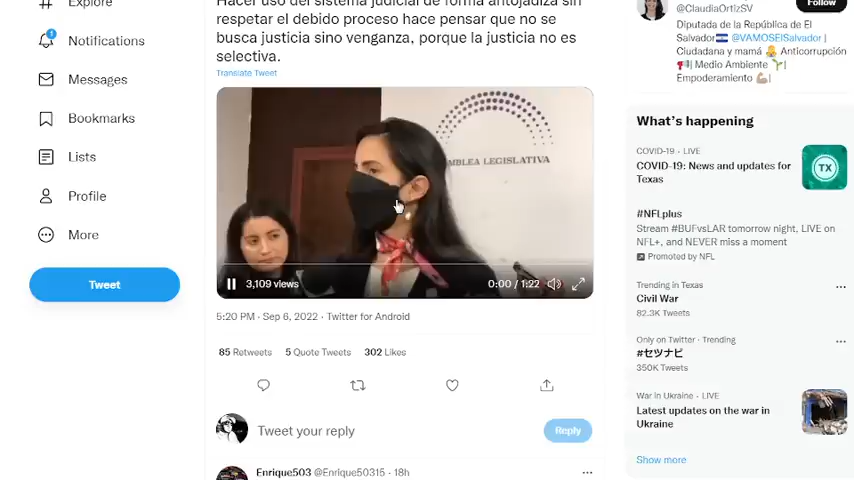 Explore
Notifications
1
Messages
Bookmarks
Lists
Profile
More
Tweet
Hacer uso del sistema judicial de forma antojadiza sin
respetar el debido proceso hace pensar que no se
busca justicia sino venganza, porque la justicia no es
selectiva.
Translate Tweet
MBLEA LEGISLATIVA
3,109 views
0:00 / 1:22
5:20 PM · Sep 6, 2022 · Twitter for Android
85 Retweets 5 Quote Tweets 302 Likes
Tweet your reply
Reply
Enrique503 @Enrique50315 · 18h
@ClaudiaOrtizSV
Follow
Diputada de la República de El
Salvador @VAMOSElSalvador |
Ciudadana y mamá | Anticorrupción
| Medio Ambiente |
Empoderamiento |
What's happening
COVID-19 · LIVE
COVID-19: News and updates for
Texas
TX
#NFLplus
Stream #BUFvsLAR tomorrow night, LIVE on
NFL+, and NEVER miss a moment
Promoted by NFL
Trending in Texas
Civil War
82.3K Tweets
Only on Twitter · Trending
#セツナビ
350K Tweets
War in Ukraine · LIVE
Latest updates on the war in
Ukraine
Show more